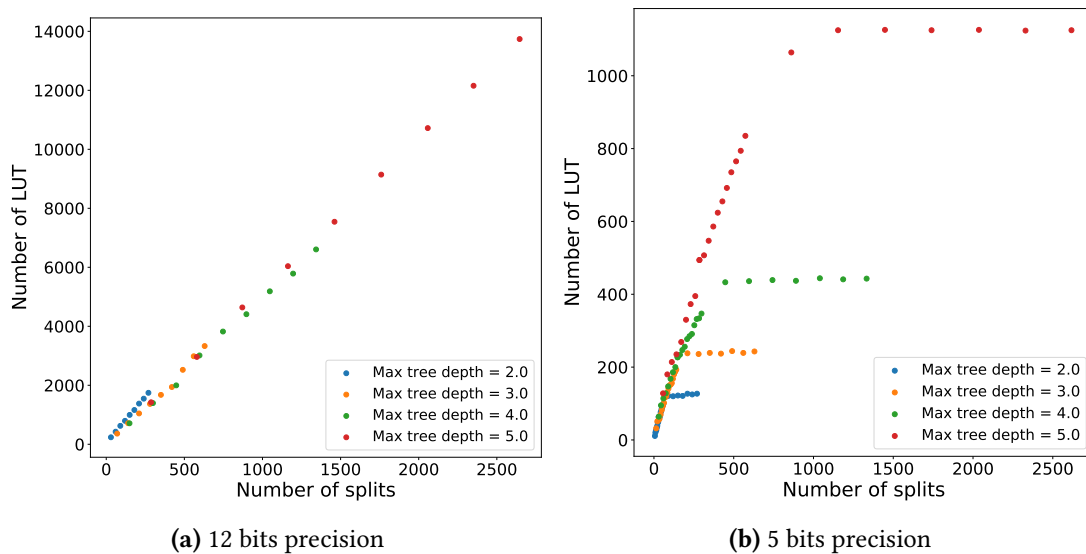 14000
12000
10000
8000
6000
4000
2000
0
Number of LUT
0 500 1000 1500 2000 2500
Number of splits
Max tree depth = 2.0
Max tree depth = 3.0
Max tree depth = 4.0
Max tree depth = 5.0
(a) 12 bits precision
1000
800
600
400
200
0
Number of LUT
0 500 1000 1500 2000 2500
Number of splits
Max tree depth = 2.0
Max tree depth = 3.0
Max tree depth = 4.0
Max tree depth = 5.0
(b) 5 bits precision